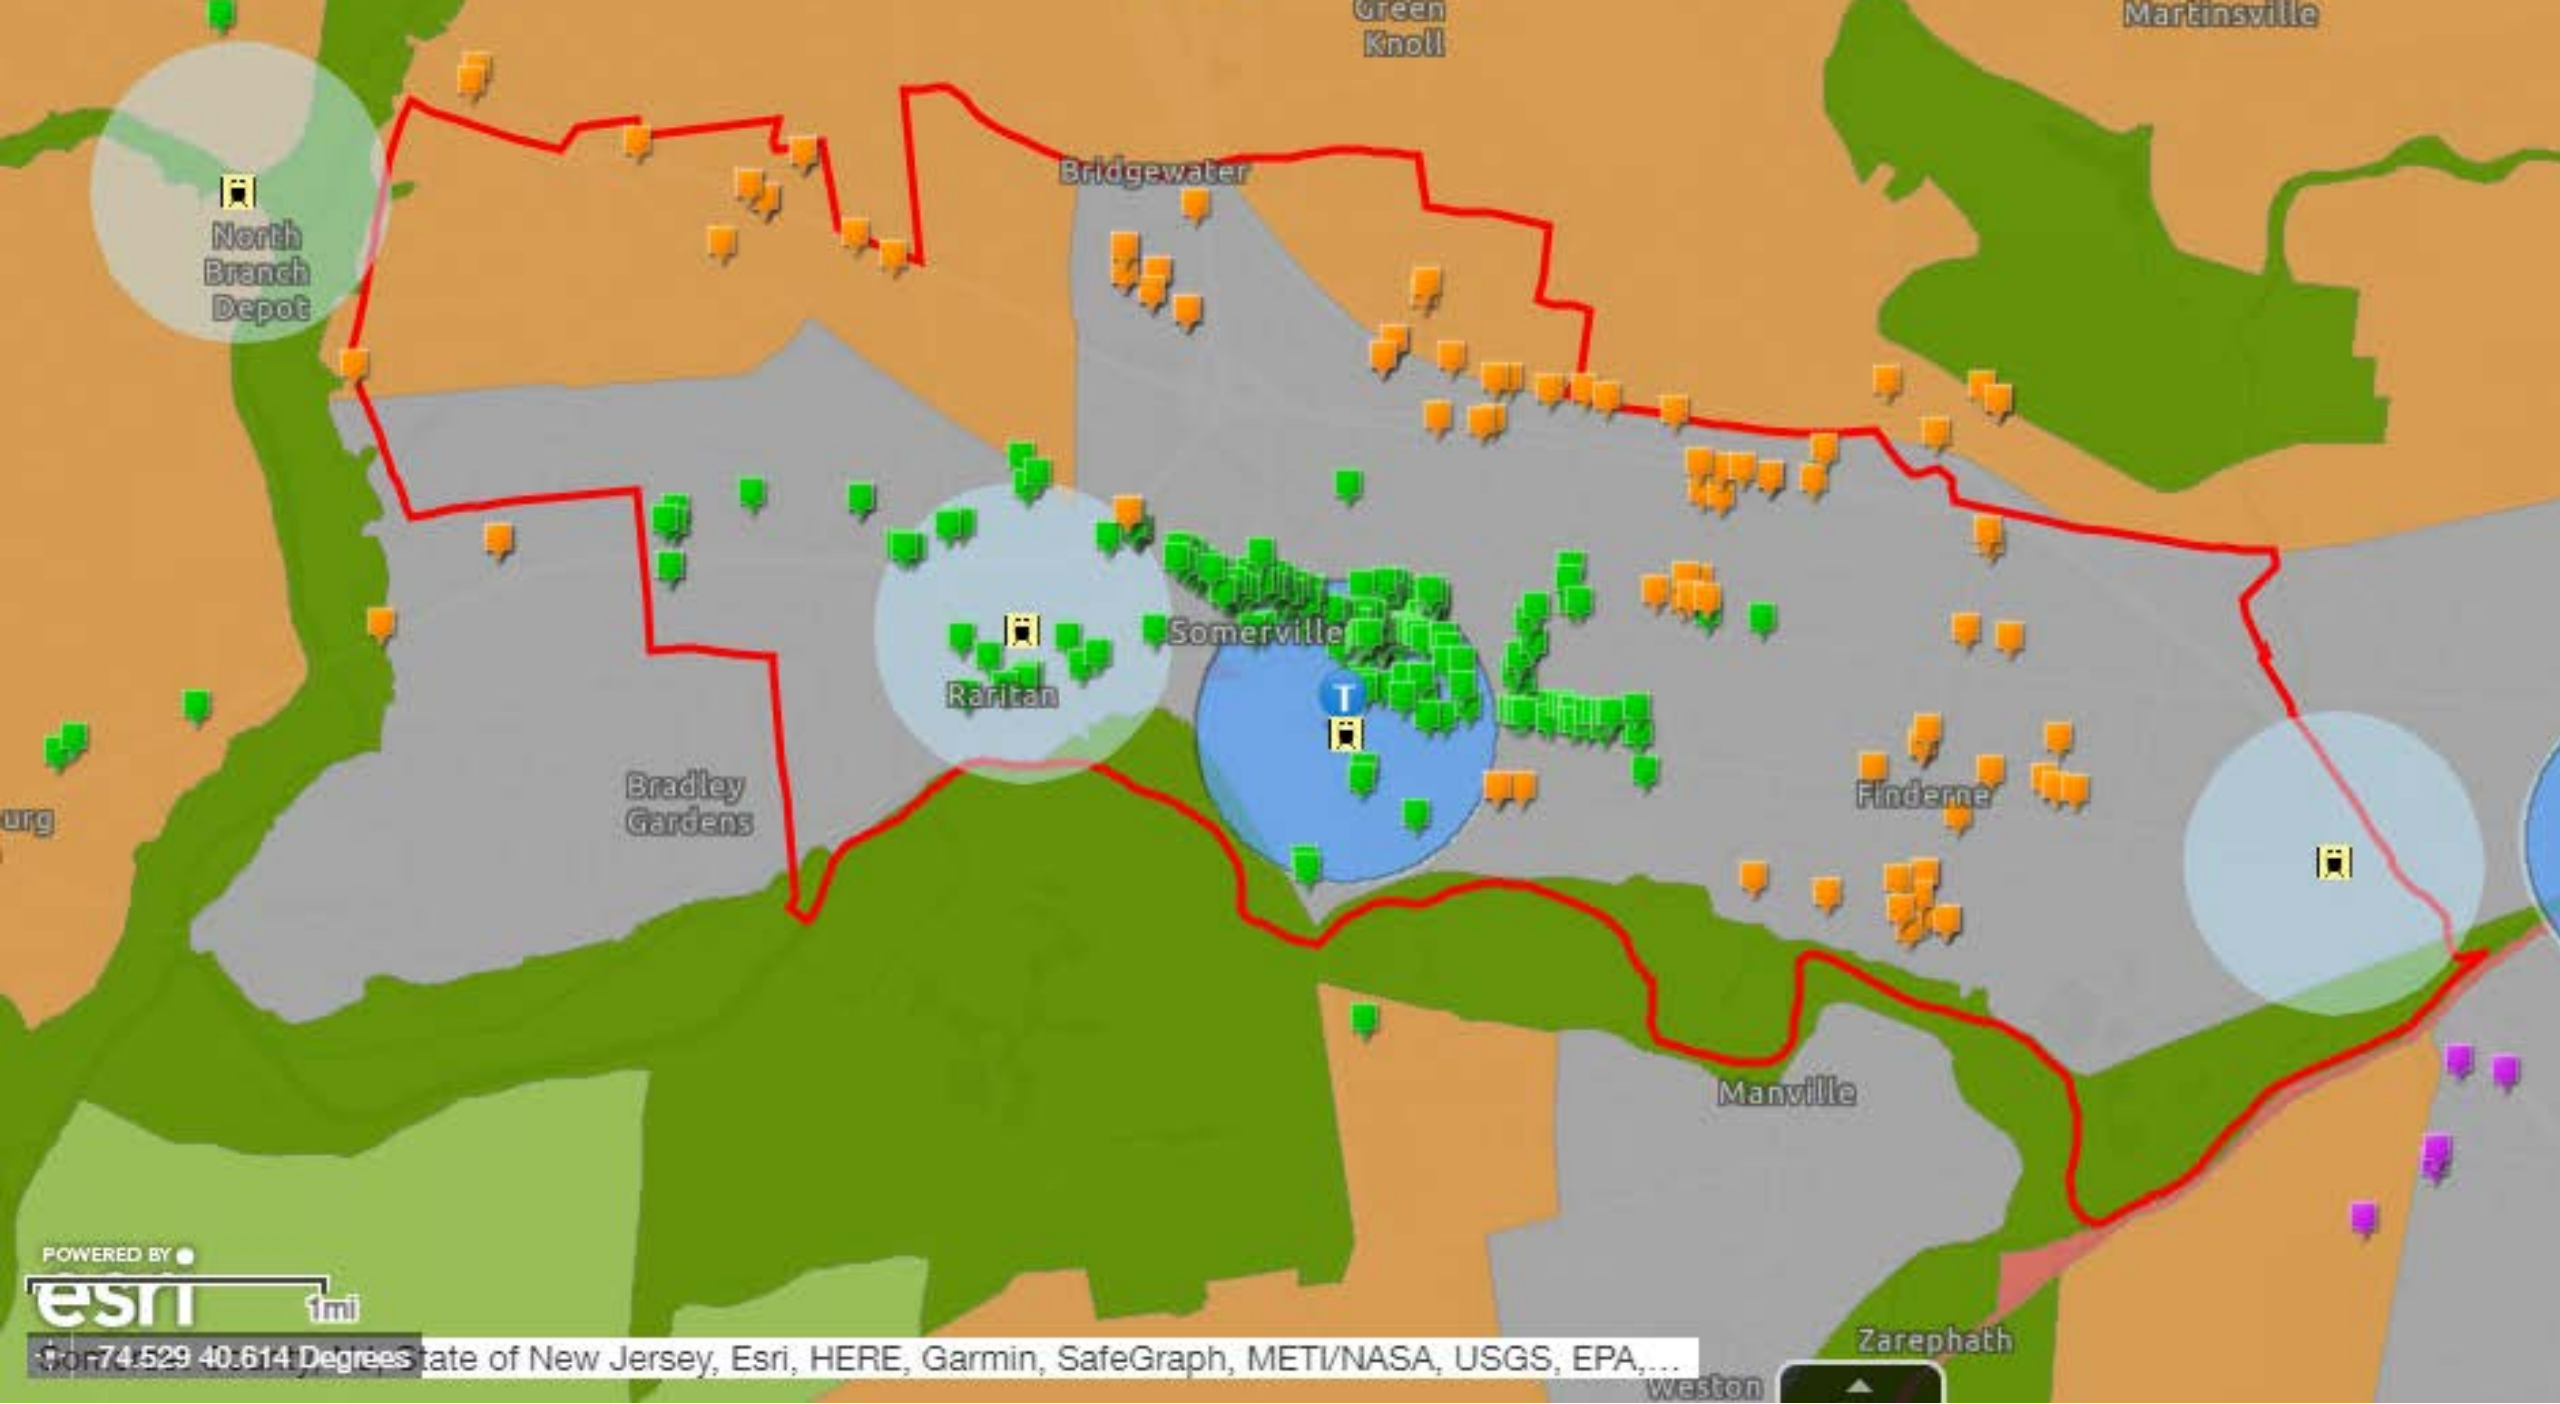 Green
Knoll
Martinsville
Bridgewater
North
Branch
Depot
Somerville
T
Raritan
Bradley
Gardens
Finderne
urg
Manville
POWERED BY
esri
1mi
Zarephath
-74.529 40.614 Degrees
State of New Jersey, Esri, HERE, Garmin, SafeGraph, METI/NASA, USGS, EPA,...
Weston